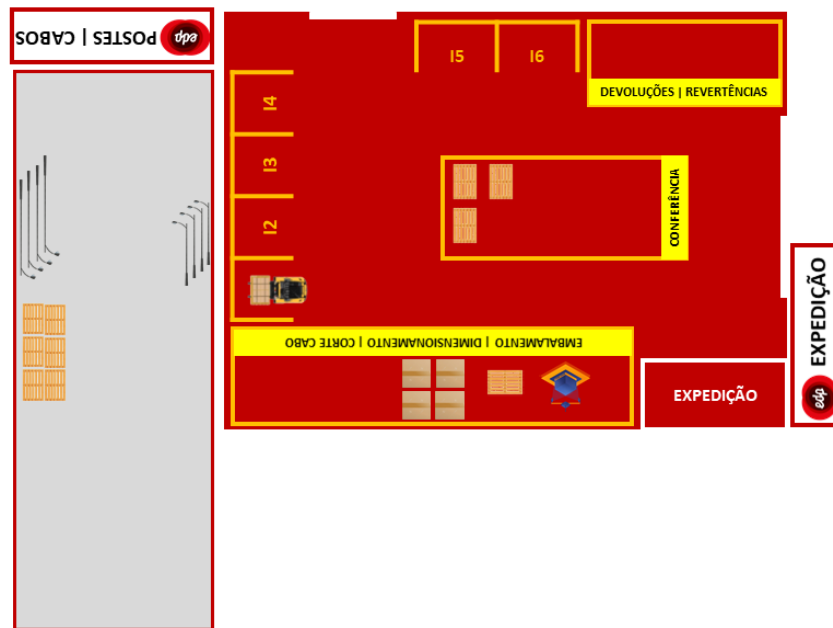 edp POSTES | CABOS
I5
I6
DEVOLUÇÕES | REVERTÊNCIAS
I4
I3
I2
CONFERÊNCIA
EMBALAMENTO | DIMENSIONAMENTO | CORTE CABO
EXPEDIÇÃO
edp EXPEDIÇÃO